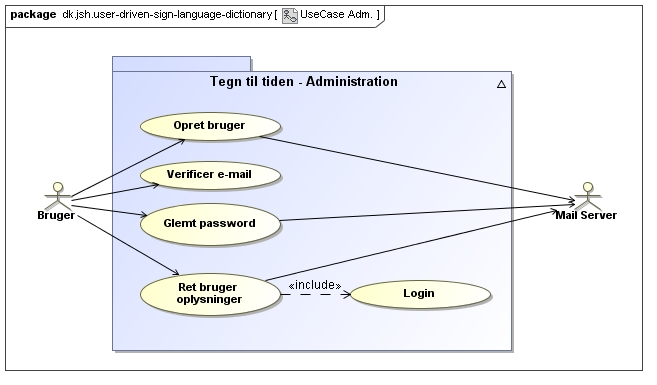 package dk.jsh.user-driven-sign-language-dictionary [ UseCase Adm. ]
Tegn til tiden - Administration
Opret bruger
Verificer e-mail
Bruger
Mail Server
Glemt password
Ret bruger
oplysninger
«include»
Login